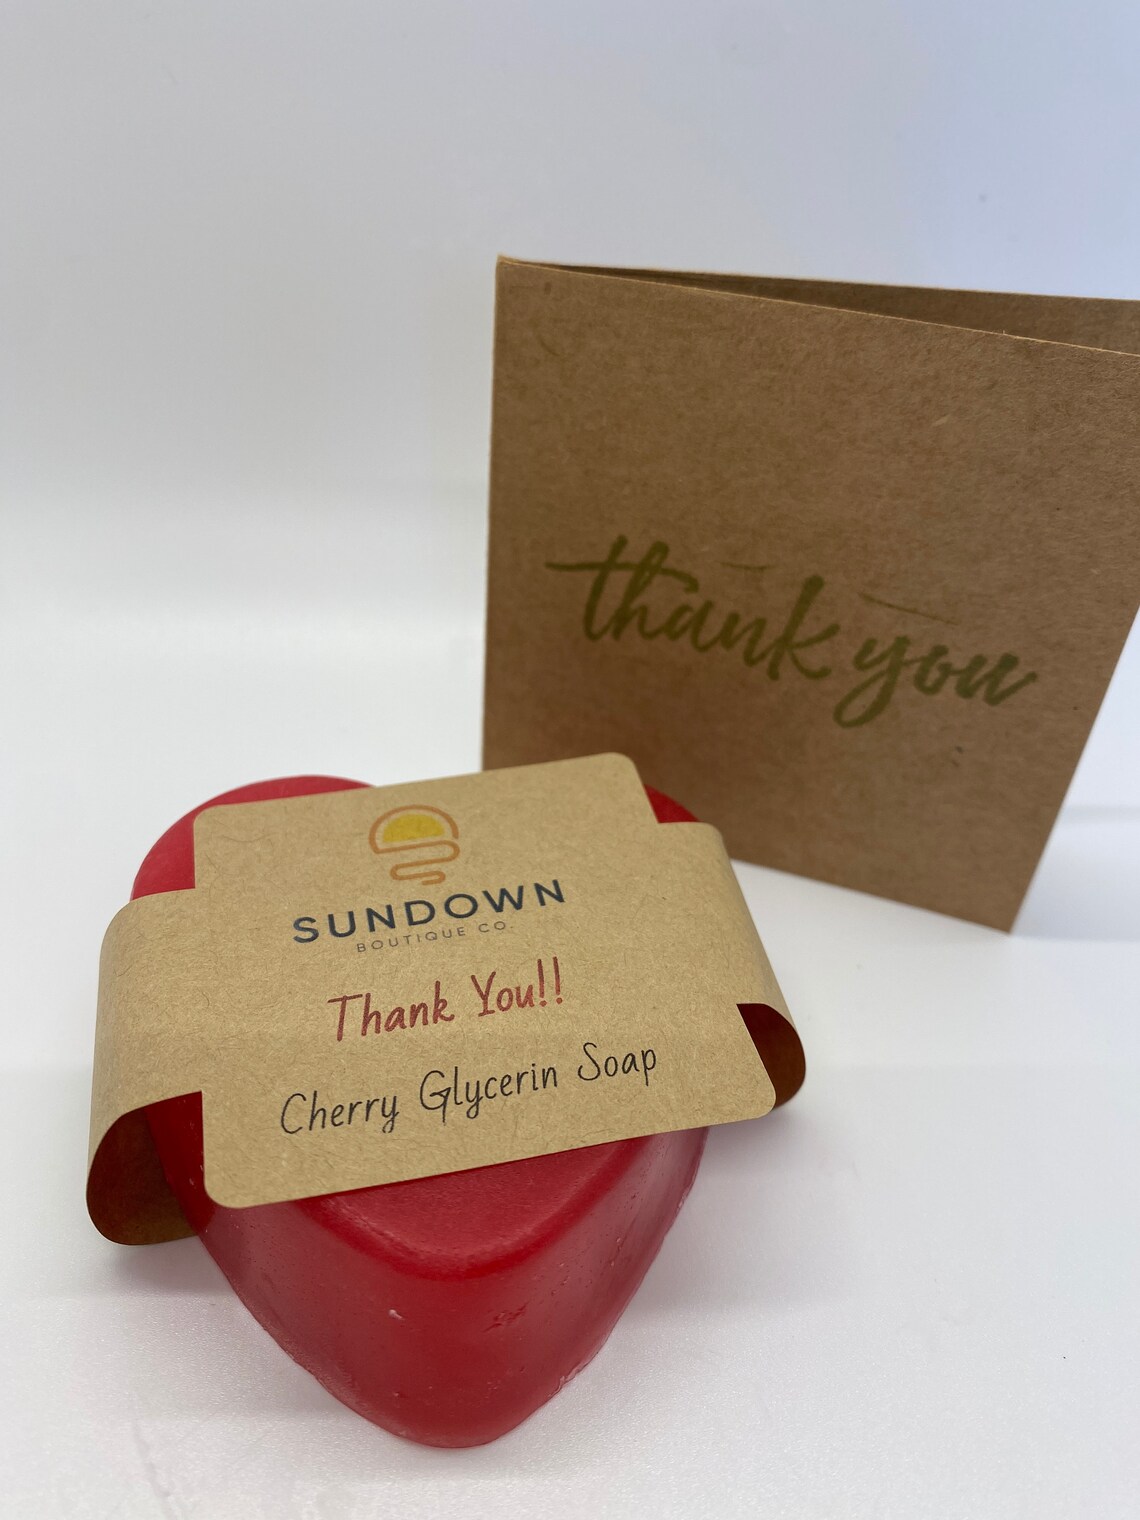 thank you
SUNDOWN
BOUTIQUE CO.
Thank You!!
Cherry Glycerin Soap